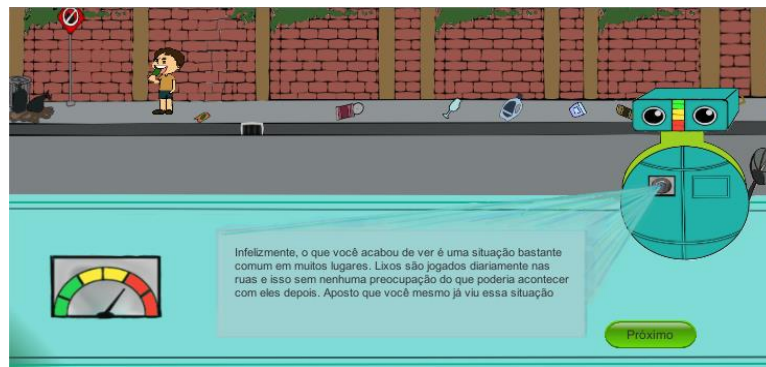 Infelizmente, o que você acabou de ver é uma situação bastante
comum em muitos lugares. Lixos são jogados diariamente nas
ruas e isso sem nenhuma preocupação do que poderia acontecer
com eles depois. Aposto que você mesmo já viu essa situação
Próximo